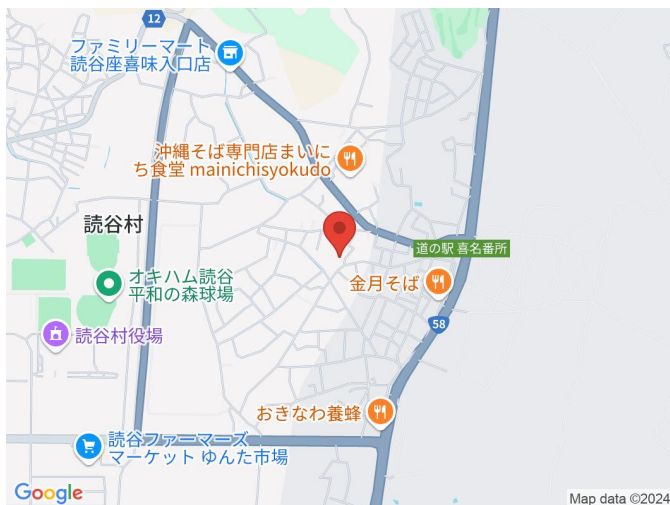 12
ファミリーマート
読谷座喜味入口店
沖縄そば専門店まいに
ち食堂 mainichisyokudo
読谷村
道の駅 喜名番所
オキハム読谷
平和の森球場
金月そば
58
読谷村役場
おきなわ養蜂
読谷ファーマーズ
マーケット ゆんた市場
Google
Map data ©2024